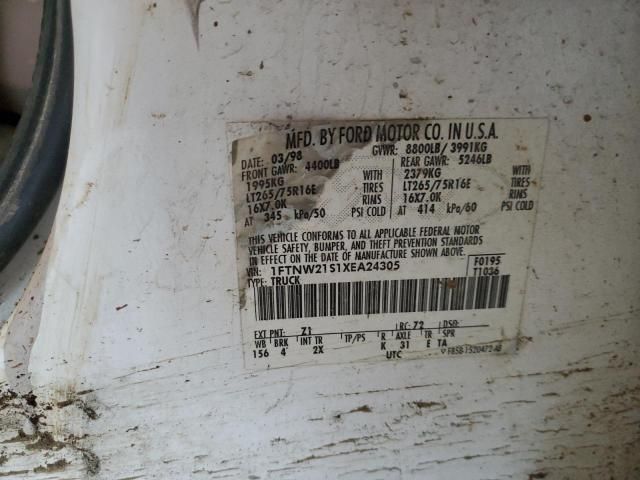 MFD. BY FORD MOTOR CO. IN U.S.A.
DATE: 03/98 GVWR: 8800LB/ 3991KG
FRONT GAWR: 4400LB REAR GAWR: 5246LB
1995KG WITH 2379KG WITH
LT265/75R16E TIRES LT265/75R16E TIRES
16X7.0K RIMS 16X7.0K RIMS
AT 345 kPa/50 PSI COLD AT 414 kPa/60 PSI COLD
THIS VEHICLE CONFORMS TO ALL APPLICABLE FEDERAL MOTOR
VEHICLE SAFETY, BUMPER, AND THEFT PREVENTION STANDARDS
IN EFFECT ON THE DATE OF MANUFACTURE SHOWN ABOVE.
VIN: 1FTNW21S1XEA24305 F0195
TYPE: TRUCK T1036
EXT PNT: Z1 RC: 72 DSO:
WB BRK INT TR TP/PS R AXLE TR SPR
156 4 2X K 31 E TA
UTC